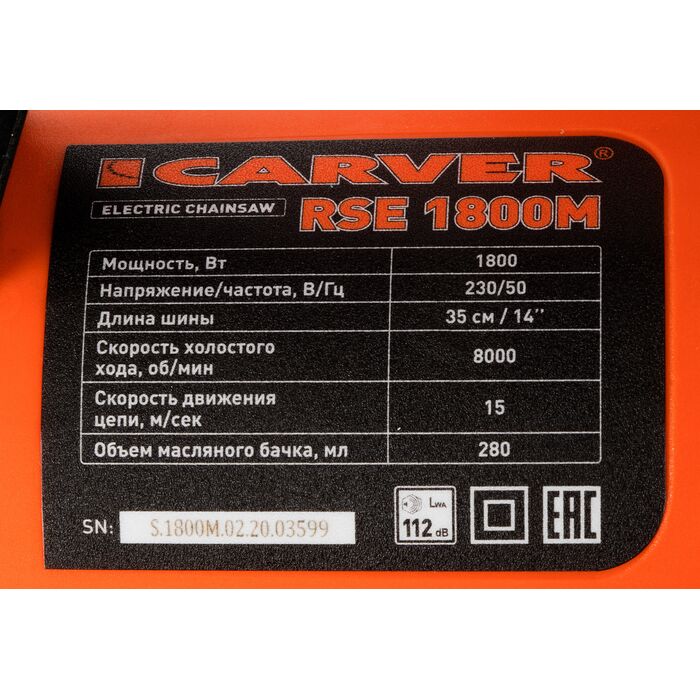 CARVER®
ELECTRIC CHAINSAW RSE 1800M
Мощность, Вт 1800
Напряжение/частота, В/Гц 230/50
Длина шины 35 см / 14''
Скорость холостого
хода, об/мин 8000
Скорость движения
цепи, м/сек 15
Объем масляного бачка, мл 280
SN: S.1800M.02.20.03599
LWA
112 dB
EAC